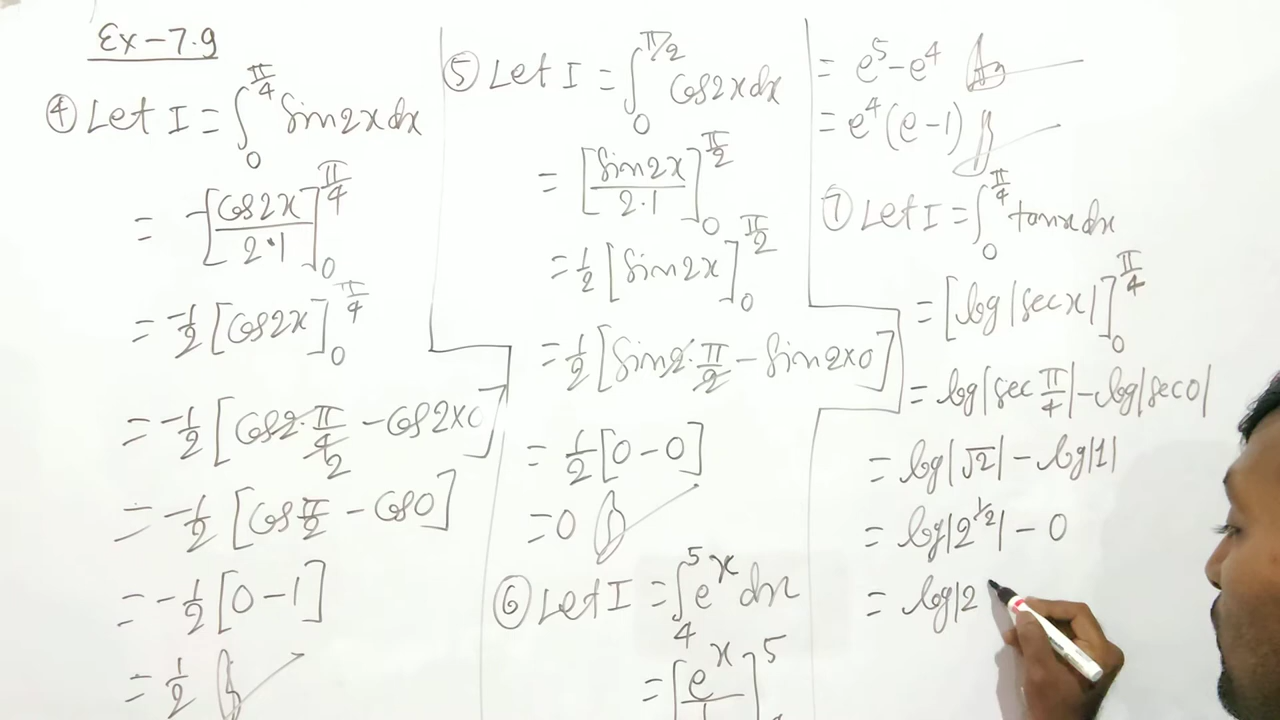 Ex-7.9
④ Let I = ∫₀^{π/4} Sin2x dx
= -[Cos2x/2·1]₀^{π/4}
= -1/2 [Cos2x]₀^{π/4}
= -1/2 [Cos2·π/4 - Cos2×0]
2
= -1/2 [Cos π/2 - Cos0]
= -1/2 [0-1]
= 1/2
⑤ Let I = ∫₀^{π/2} Cos2x dx
= [Sin2x/2·1]₀^{π/2}
= 1/2 [Sin2x]₀^{π/2}
= 1/2 [Sin2·π/2 - Sin2×0]
= 1/2 [0-0]
= 0
⑥ Let I = ∫₄⁵ e^x dx
= [e^x/1]⁵
= e⁵-e⁴
= e⁴(e-1)
⑦ Let I = ∫₀^{π/4} tanx dx
= [log|secx|]₀^{π/4}
= log|sec π/4| - log|sec0|
= log|√2| - log|1|
= log|2^{1/2}| - 0
= log|2